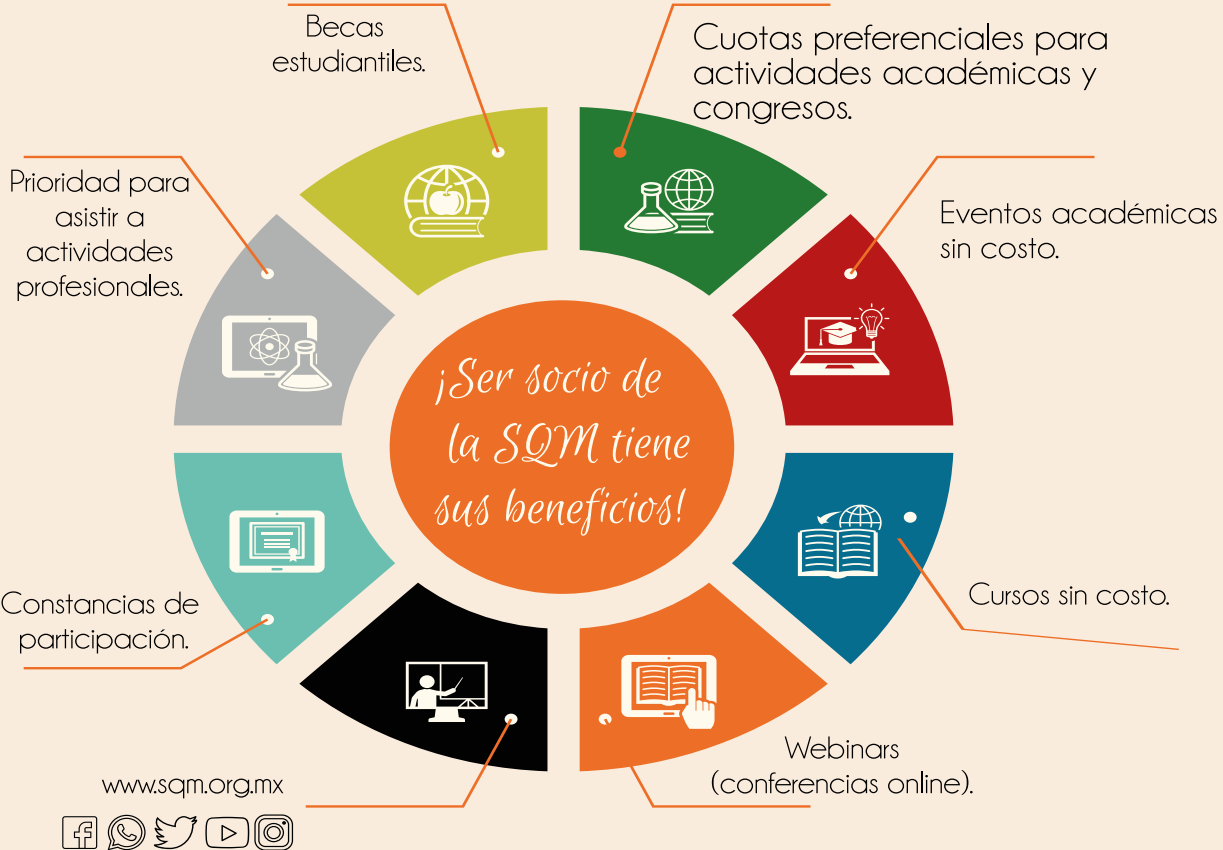 Becas
estudiantiles.
Cuotas preferenciales para
actividades académicas y
congresos.
Prioridad para
asistir a
actividades
profesionales.
Eventos académicas
sin costo.
¡Ser socio de
la SQM tiene
sus beneficios!
Constancias de
participación.
Cursos sin costo.
Webinars
(conferencias online).
www.sqm.org.mx